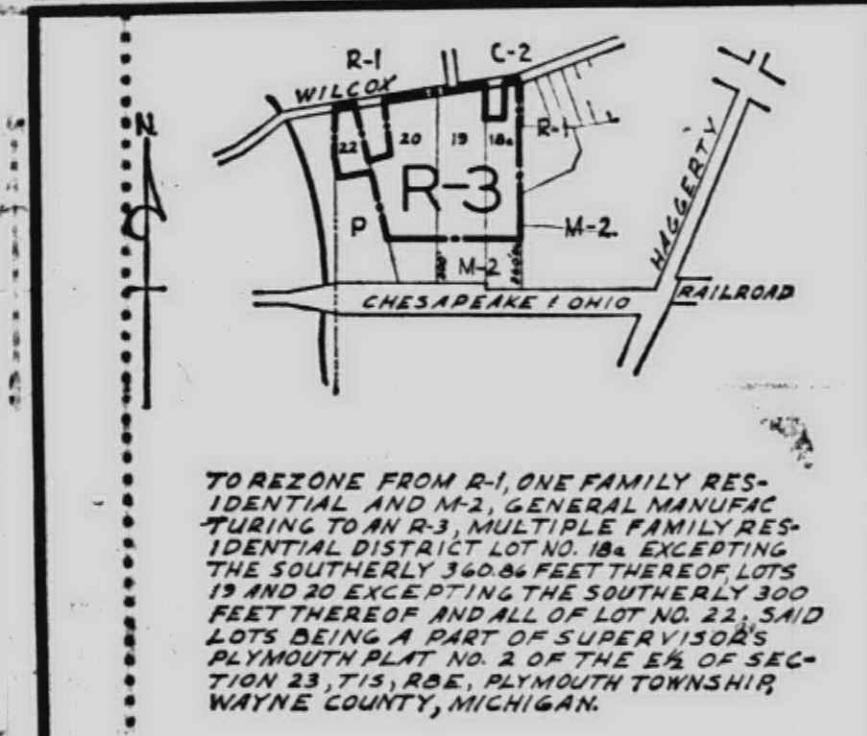 R-1
C-2
WILCOX
N
22
20
19
18a
R-1
R-3
P
M-2.
M-2
HAGGERTY
CHESAPEAKE & OHIO
RAILROAD
TO REZONE FROM R-1, ONE FAMILY RES-
IDENTIAL AND M-2, GENERAL MANUFAC
TURING TO AN R-3, MULTIPLE FAMILY RES-
IDENTIAL DISTRICT LOT NO. 18a EXCEPTING
THE SOUTHERLY 360.86 FEET THEREOF, LOTS
19 AND 20 EXCEPTING THE SOUTHERLY 300
FEET THEREOF AND ALL OF LOT NO. 22; SAID
LOTS BEING A PART OF SUPERVISOR'S
PLYMOUTH PLAT NO. 2 OF THE E½ OF SEC-
TION 23, T1S, R8E, PLYMOUTH TOWNSHIP,
WAYNE COUNTY, MICHIGAN.